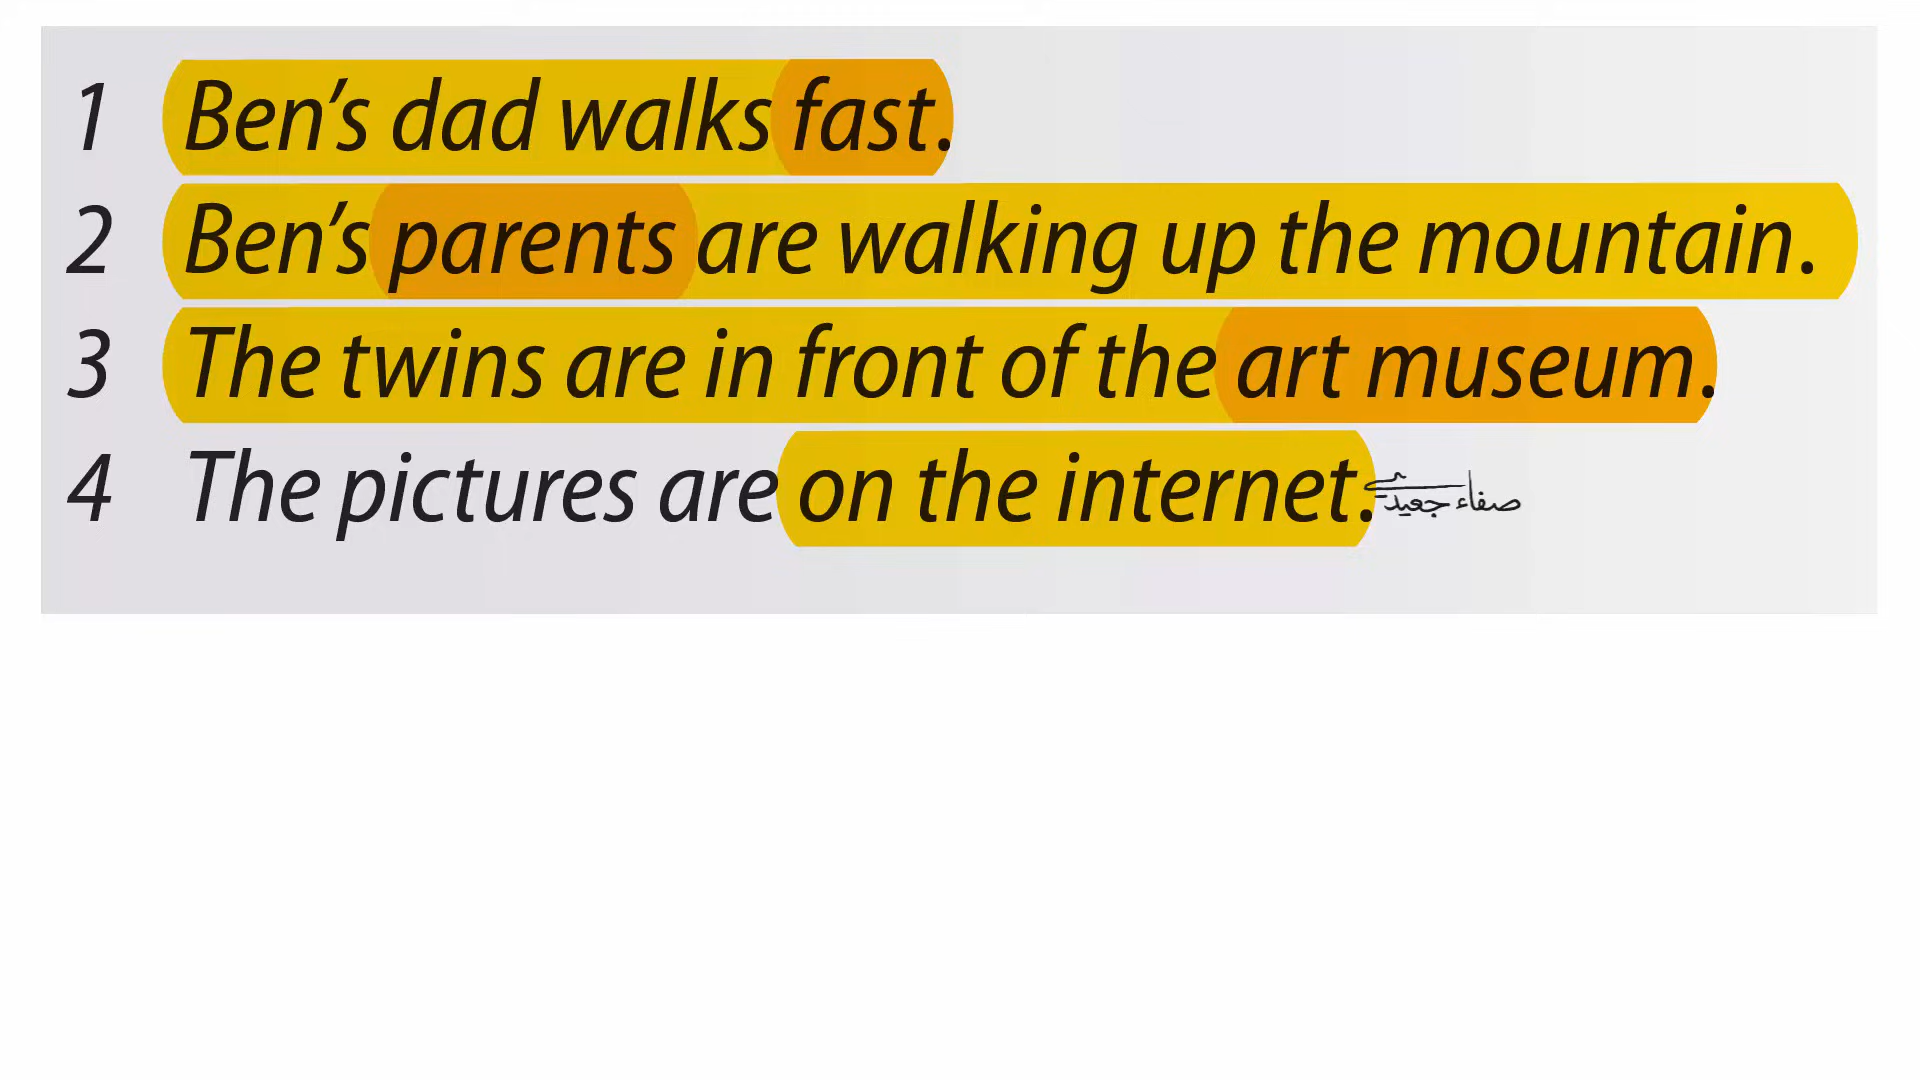 1 Ben’s dad walks fast.
2 Ben’s parents are walking up the mountain.
3 The twins are in front of the art museum.
4 The pictures are on the internet.
صفاء جعيدي